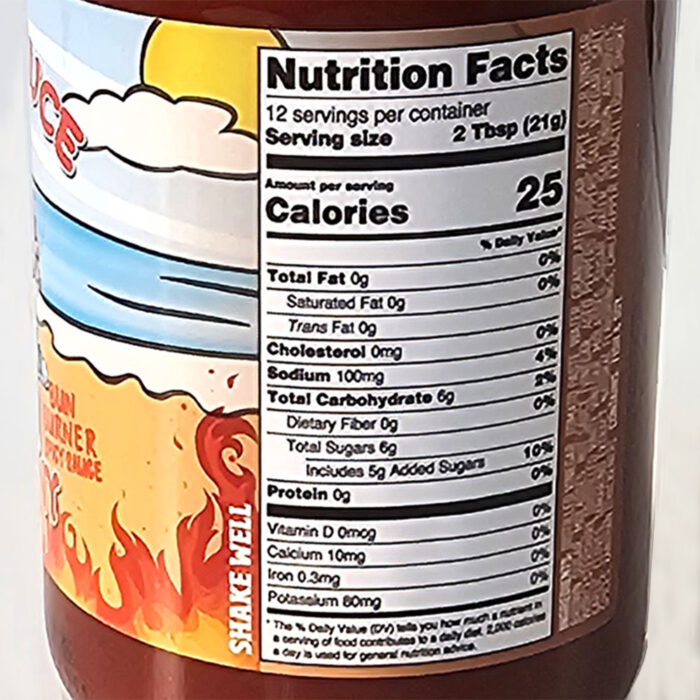 UCE
BURNER
SPICY SAUCE
SHAKE WELL
Nutrition Facts
12 servings per container
Serving size 2 Tbsp (21g)
Amount per serving
Calories 25
% Daily Value*
Total Fat 0g 0%
Saturated Fat 0g 0%
Trans Fat 0g
Cholesterol 0mg 0%
Sodium 100mg 4%
Total Carbohydrate 6g 2%
Dietary Fiber 0g 0%
Total Sugars 6g
Includes 5g Added Sugars 10%
Protein 0g 0%
Vitamin D 0mcg 0%
Calcium 10mg 0%
Iron 0.3mg 0%
Potassium 80mg 0%
* The % Daily Value (DV) tells you how much a nutrient in
a serving of food contributes to a daily diet. 2,000 calories
a day is used for general nutrition advice.